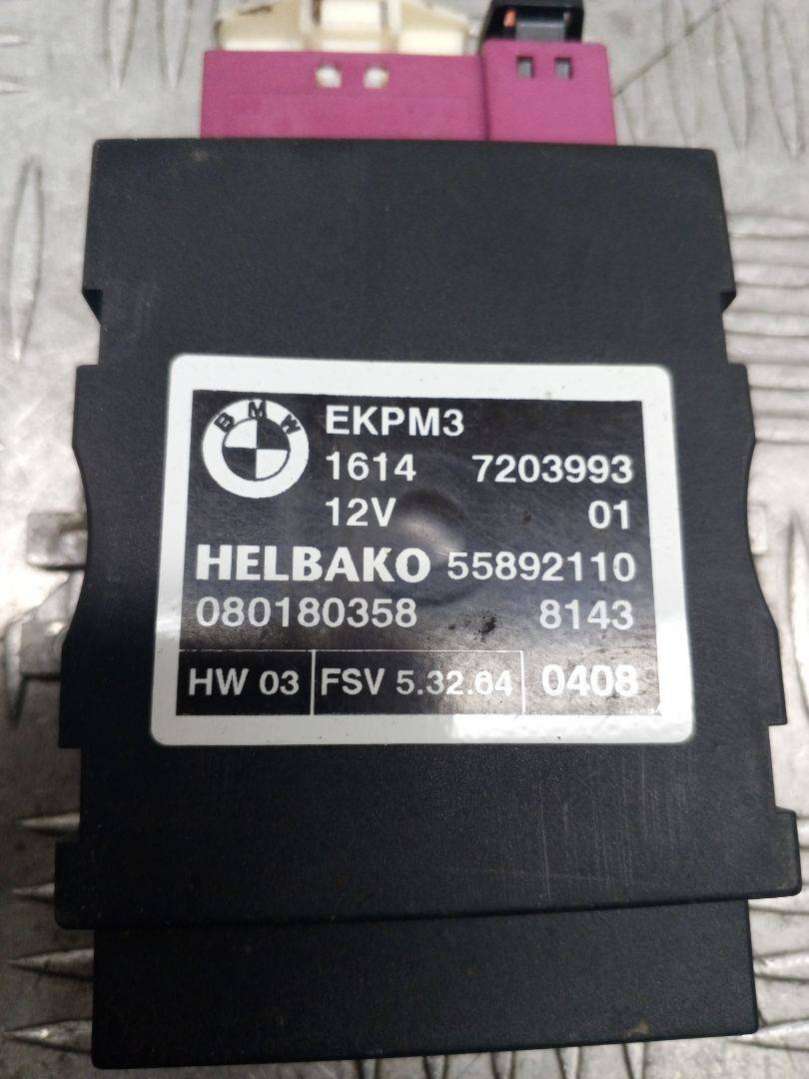 BMW
EKPM3
1614 7203993
12V 01
HELBAKO 55892110
080180358 8143
HW 03 FSV 5.32.64 0408